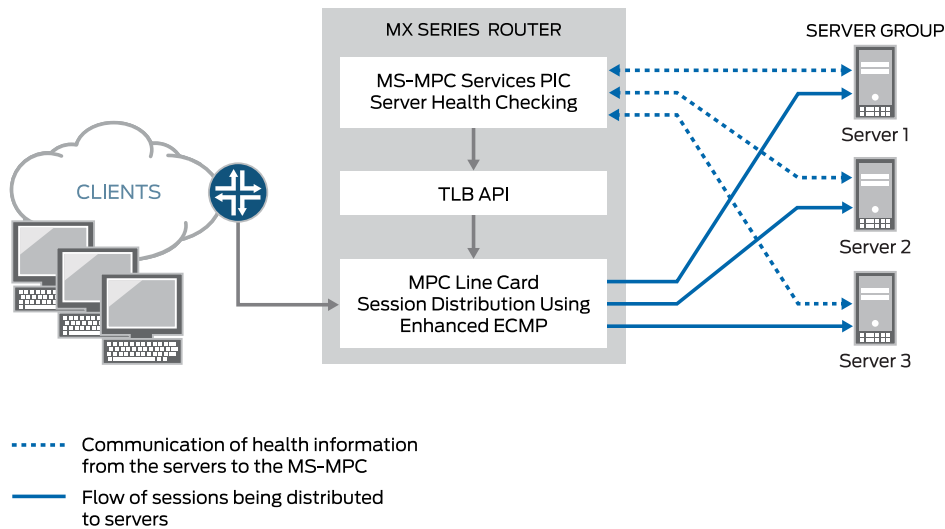 MX SERIES ROUTER
SERVER GROUP
MS-MPC Services PIC
Server Health Checking
Server 1
CLIENTS
TLB API
Server 2
MPC Line Card
Session Distribution Using
Enhanced ECMP
Server 3
Communication of health information
from the servers to the MS-MPC
Flow of sessions being distributed
to servers